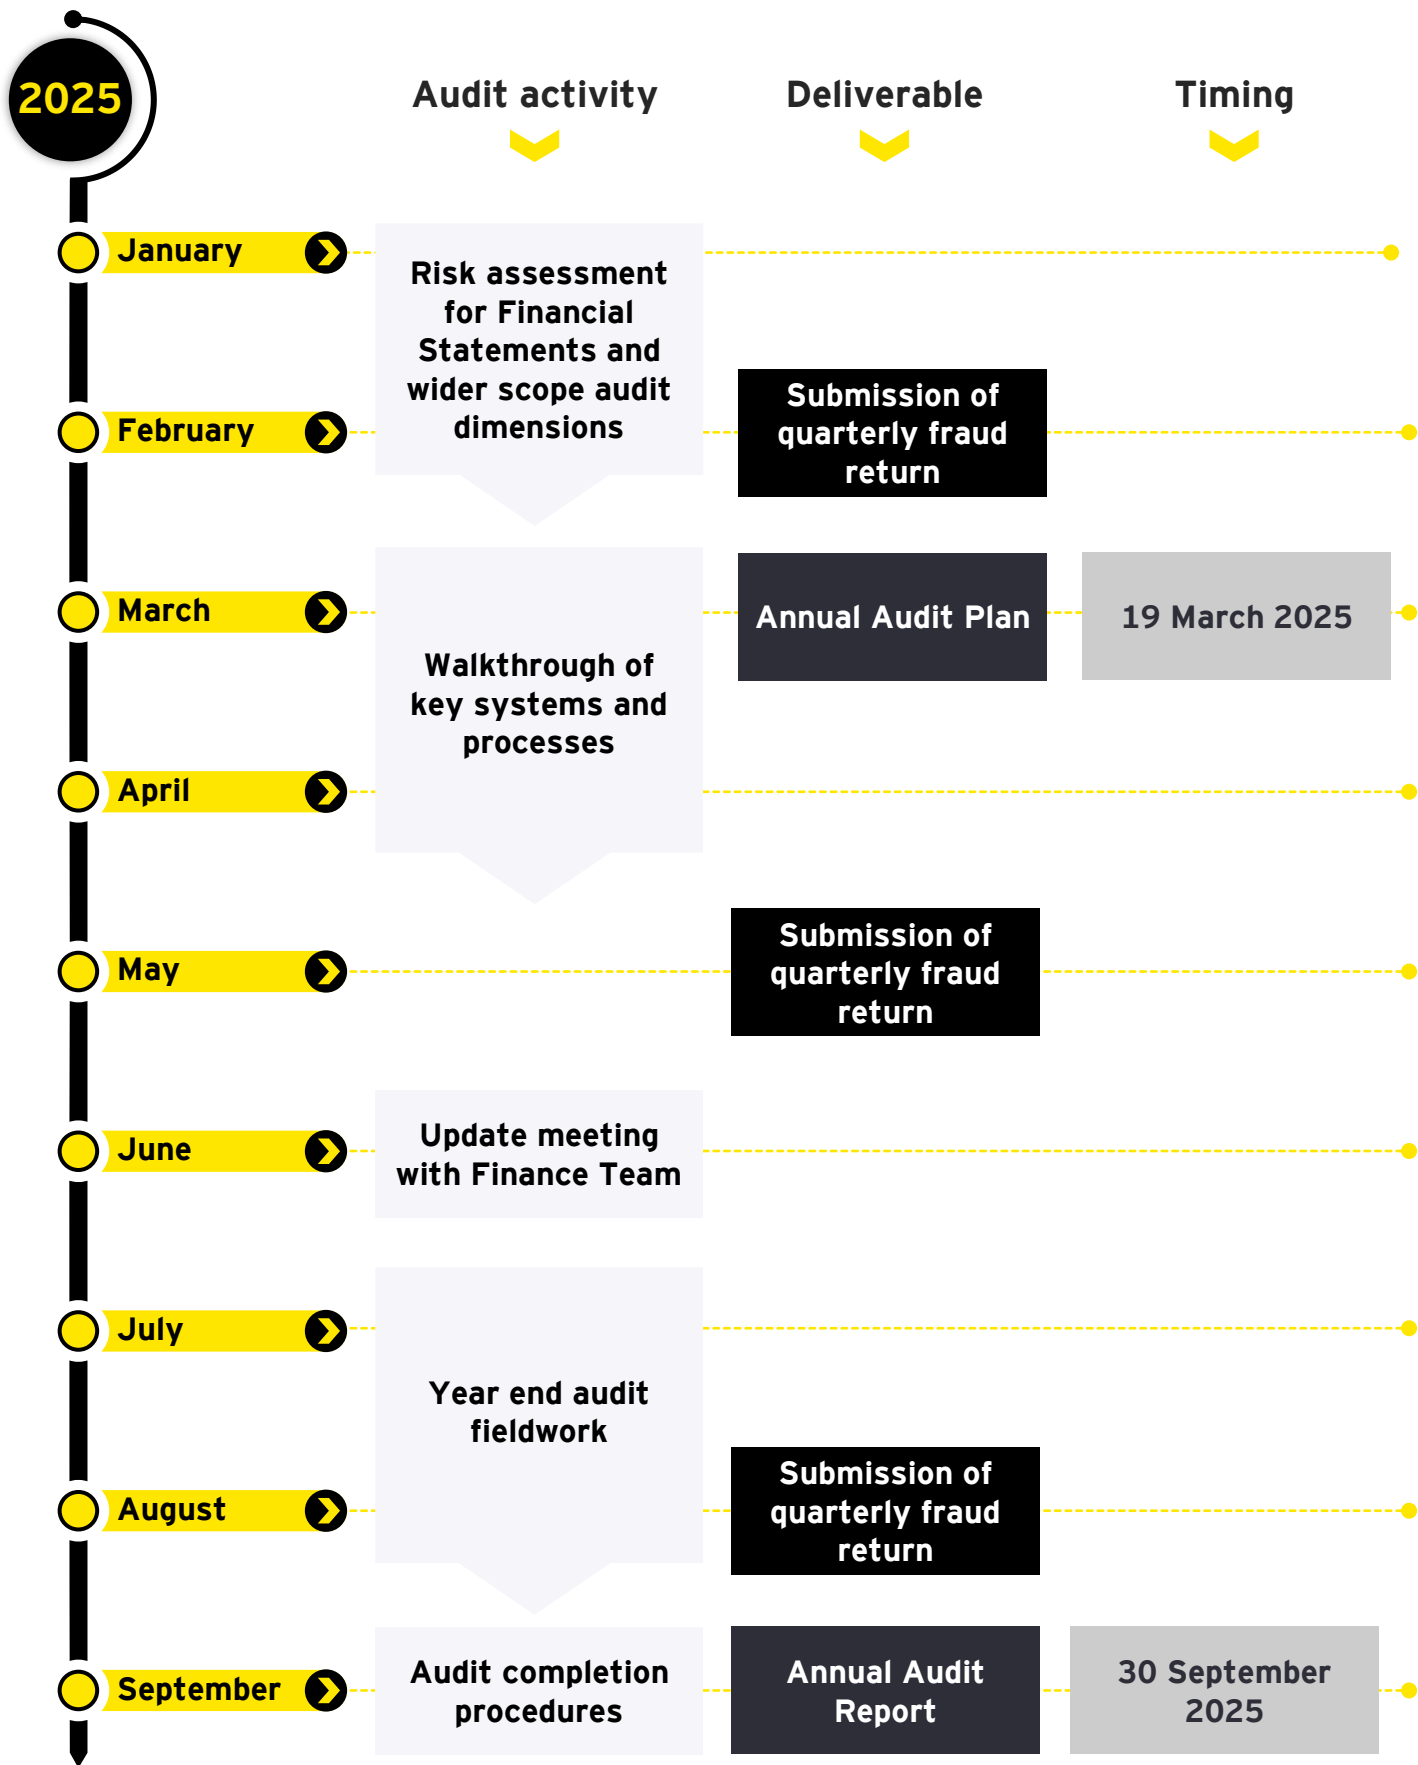 2025
Audit activity
Deliverable
Timing
January
Risk assessment
for Financial
Statements and
wider scope audit
dimensions
February
Submission of
quarterly fraud
return
March
Annual Audit Plan
19 March 2025
Walkthrough of
key systems and
processes
April
May
Submission of
quarterly fraud
return
June
Update meeting
with Finance Team
July
Year end audit
fieldwork
August
Submission of
quarterly fraud
return
September
Audit completion
procedures
Annual Audit
Report
30 September
2025